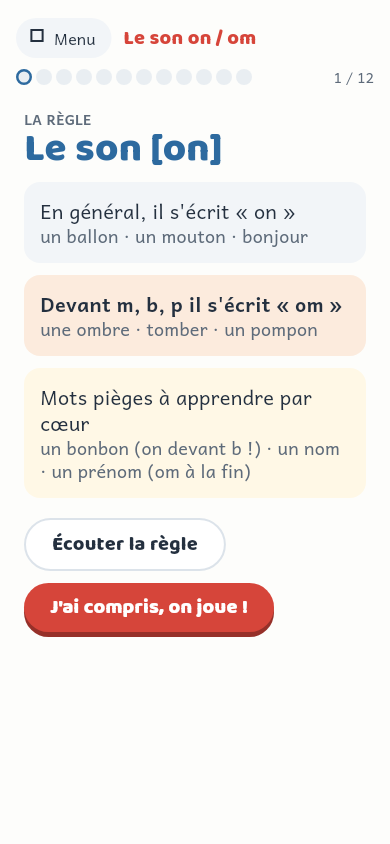 Menu
Le son on / om
1 / 12
LA RÈGLE
Le son [on]
En général, il s'écrit « on »
un ballon · un mouton · bonjour
Devant m, b, p il s'écrit « om »
une ombre · tomber · un pompon
Mots pièges à apprendre par
cœur
un bonbon (on devant b !) · un nom
· un prénom (om à la fin)
Écouter la règle
J'ai compris, on joue !